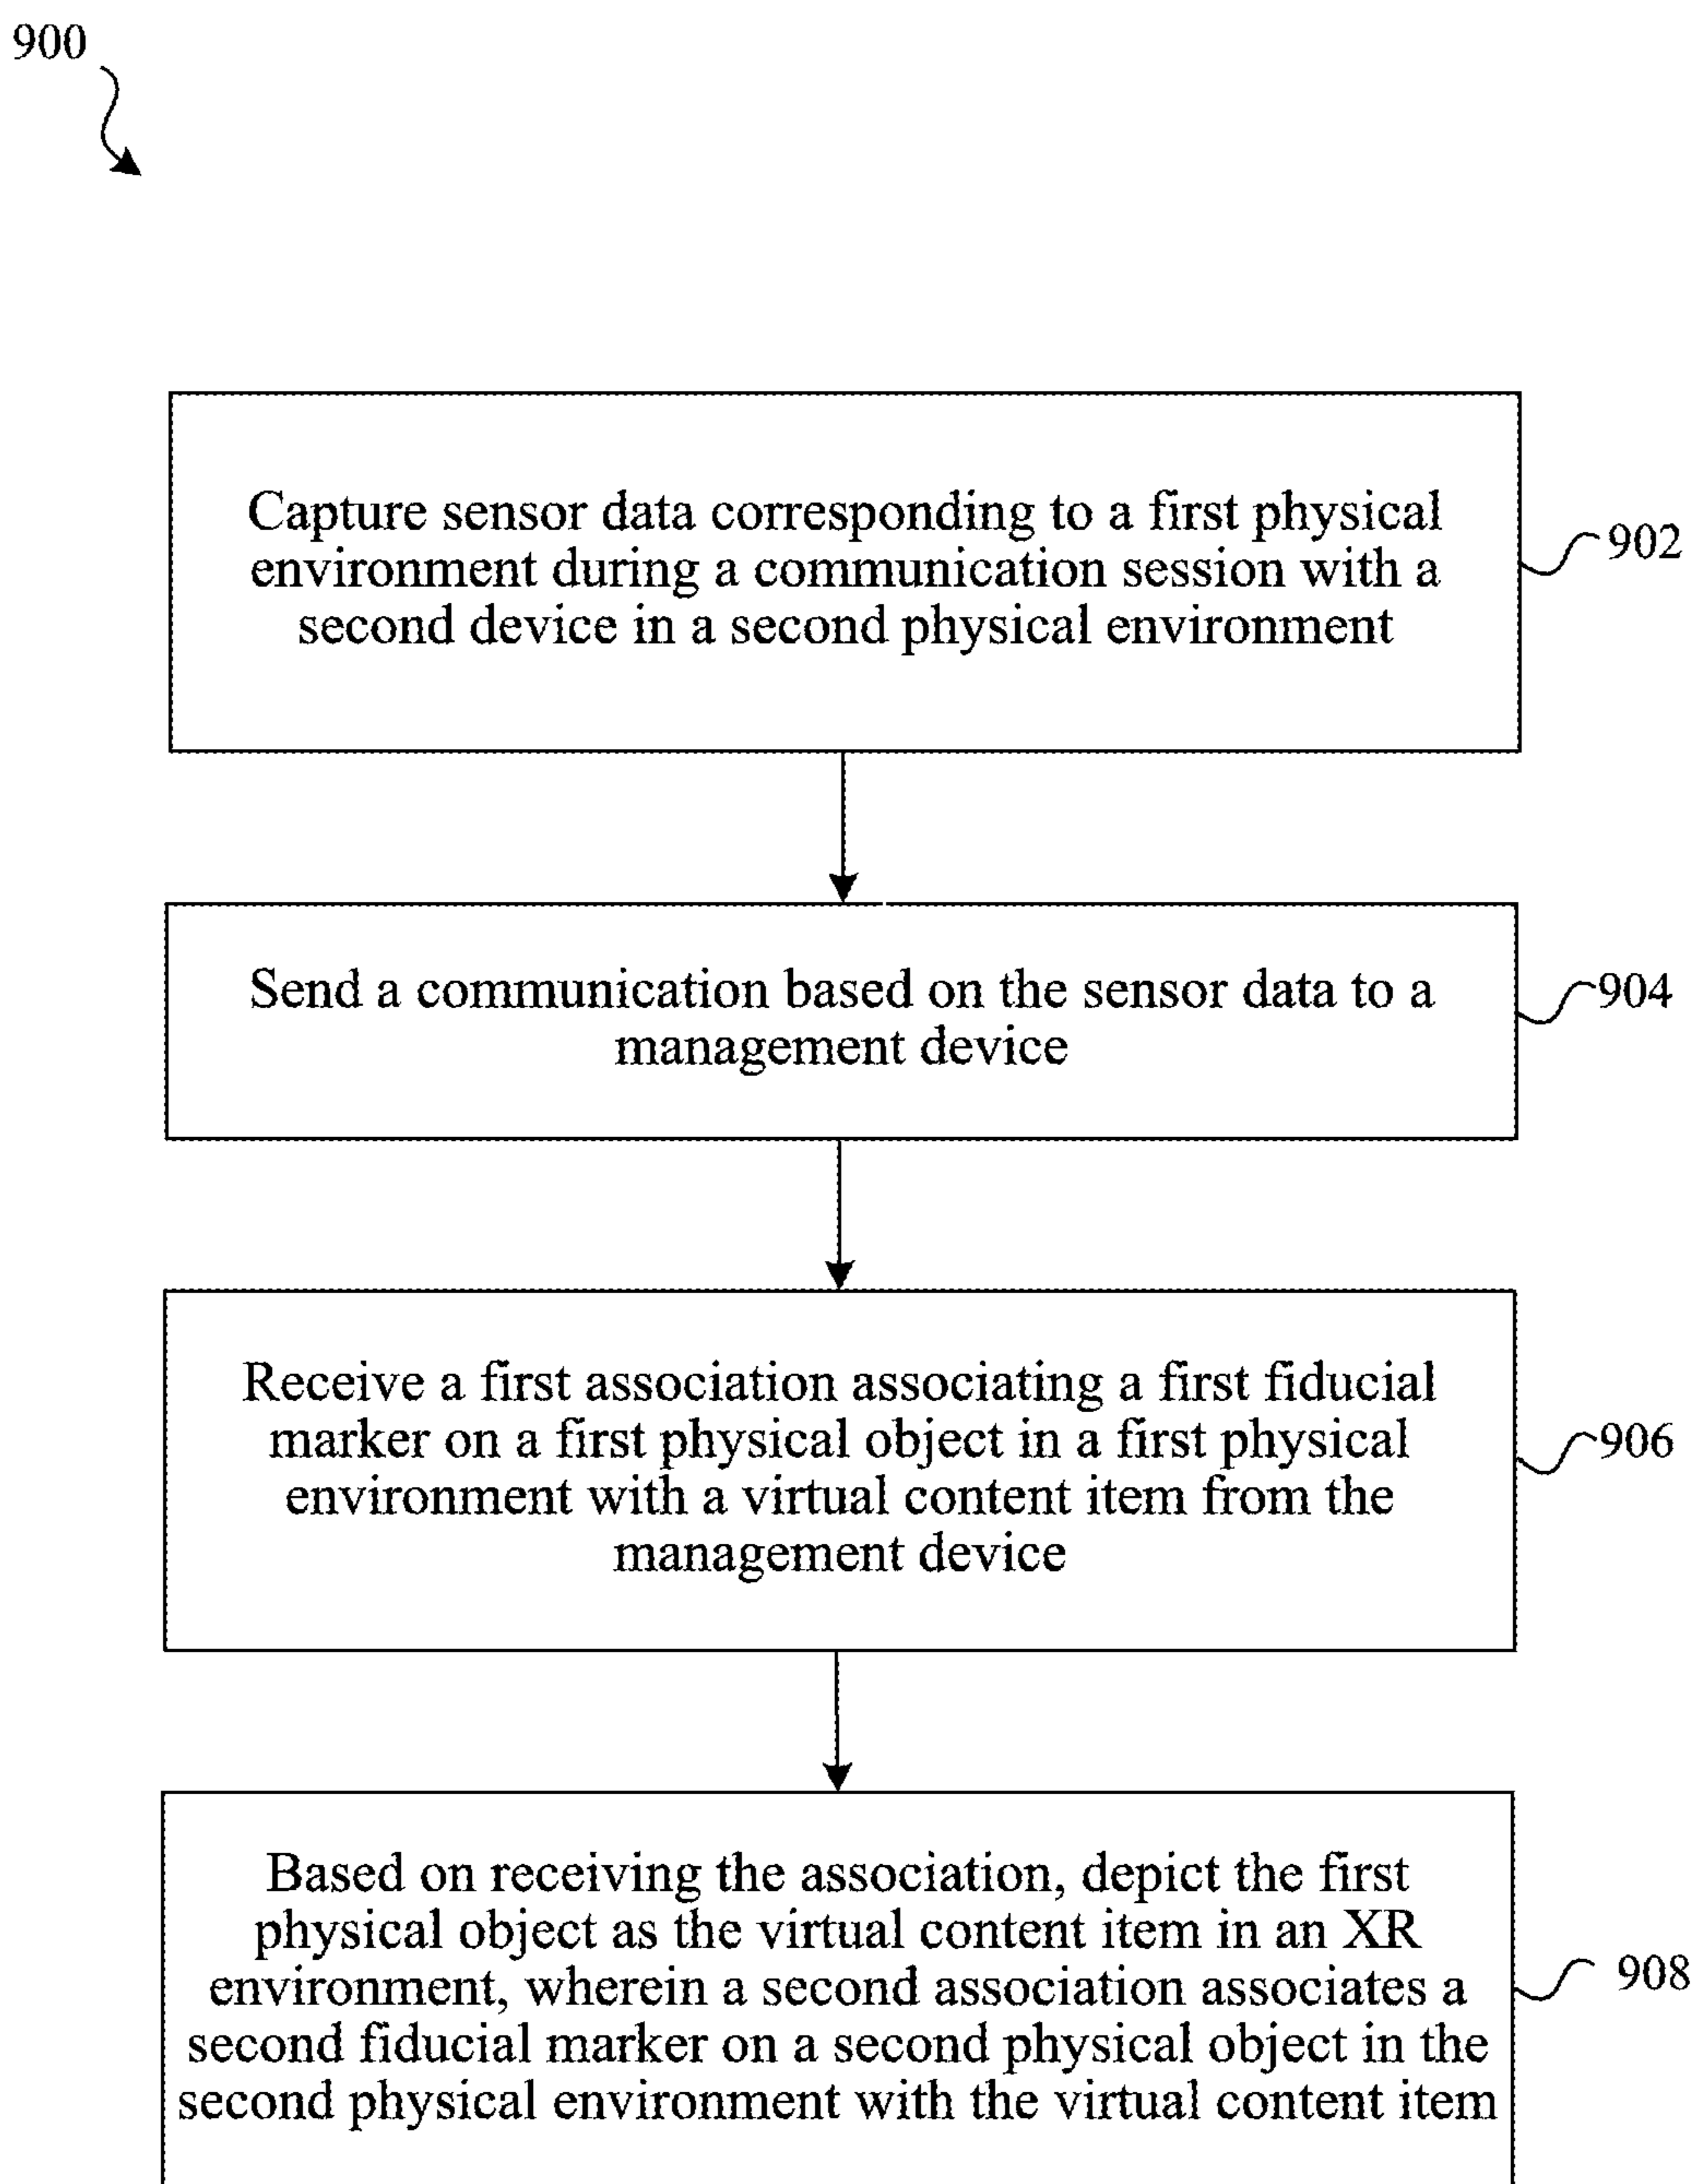 900
Capture sensor data corresponding to a first physical
environment during a communication session with a
second device in a second physical environment
902
Send a communication based on the sensor data to a
management device
904
Receive a first association associating a first fiducial
marker on a first physical object in a first physical
environment with a virtual content item from the
management device
906
Based on receiving the association, depict the first
physical object as the virtual content item in an XR
environment, wherein a second association associates a
second fiducial marker on a second physical object in the
second physical environment with the virtual content item
908